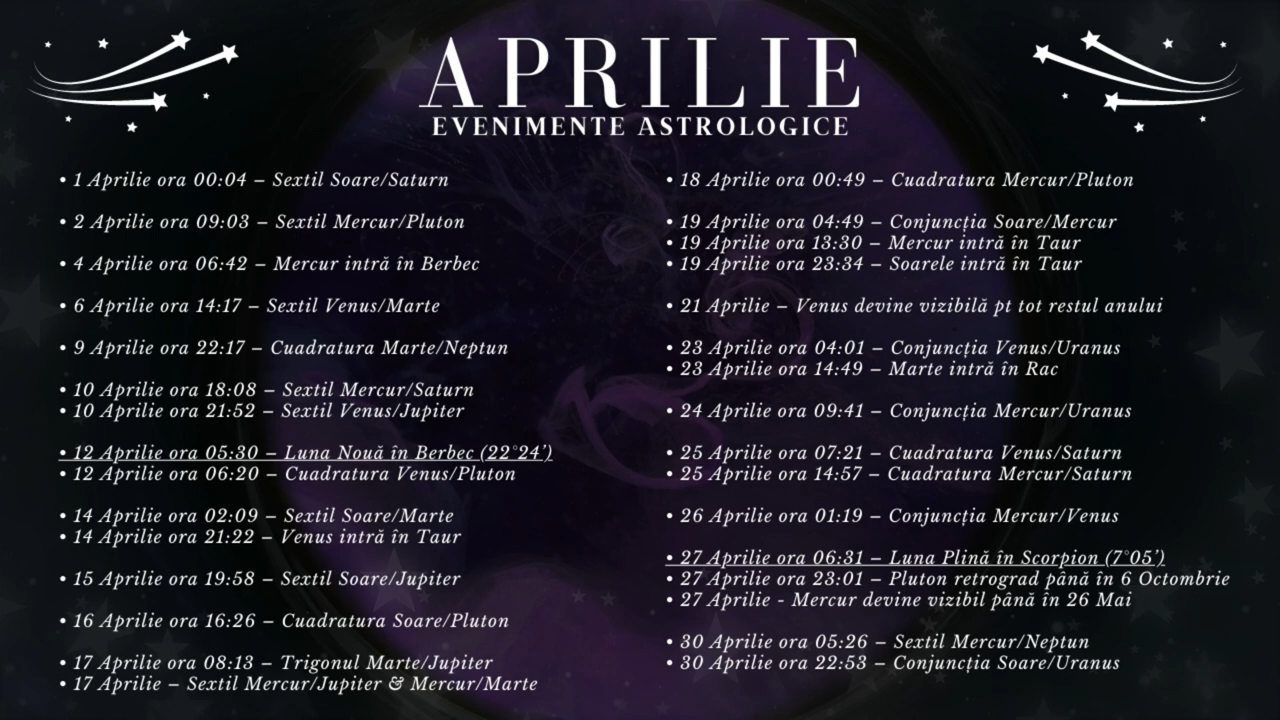 APRILIE
EVENIMENTE ASTROLOGICE
• 1 Aprilie ora 00:04 – Sextil Soare/Saturn
• 2 Aprilie ora 09:03 – Sextil Mercur/Pluton
• 4 Aprilie ora 06:42 – Mercur intră în Berbec
• 6 Aprilie ora 14:17 – Sextil Venus/Marte
• 9 Aprilie ora 22:17 – Cuadratura Marte/Neptun
• 10 Aprilie ora 18:08 – Sextil Mercur/Saturn
• 10 Aprilie ora 21:52 – Sextil Venus/Jupiter
• 12 Aprilie ora 05:30 – Luna Nouă în Berbec (22°24’)
• 12 Aprilie ora 06:20 – Cuadratura Venus/Pluton
• 14 Aprilie ora 02:09 – Sextil Soare/Marte
• 14 Aprilie ora 21:22 – Venus intră în Taur
• 15 Aprilie ora 19:58 – Sextil Soare/Jupiter
• 16 Aprilie ora 16:26 – Cuadratura Soare/Pluton
• 17 Aprilie ora 08:13 – Trigonul Marte/Jupiter
• 17 Aprilie – Sextil Mercur/Jupiter & Mercur/Marte
• 18 Aprilie ora 00:49 – Cuadratura Mercur/Pluton
• 19 Aprilie ora 04:49 – Conjuncția Soare/Mercur
• 19 Aprilie ora 13:30 – Mercur intră în Taur
• 19 Aprilie ora 23:34 – Soarele intră în Taur
• 21 Aprilie – Venus devine vizibilă pt tot restul anului
• 23 Aprilie ora 04:01 – Conjuncția Venus/Uranus
• 23 Aprilie ora 14:49 – Marte intră în Rac
• 24 Aprilie ora 09:41 – Conjuncția Mercur/Uranus
• 25 Aprilie ora 07:21 – Cuadratura Venus/Saturn
• 25 Aprilie ora 14:57 – Cuadratura Mercur/Saturn
• 26 Aprilie ora 01:19 – Conjuncția Mercur/Venus
• 27 Aprilie ora 06:31 – Luna Plină în Scorpion (7°05’)
• 27 Aprilie ora 23:01 – Pluton retrograd până în 6 Octombrie
• 27 Aprilie - Mercur devine vizibil până în 26 Mai
• 30 Aprilie ora 05:26 – Sextil Mercur/Neptun
• 30 Aprilie ora 22:53 – Conjuncția Soare/Uranus